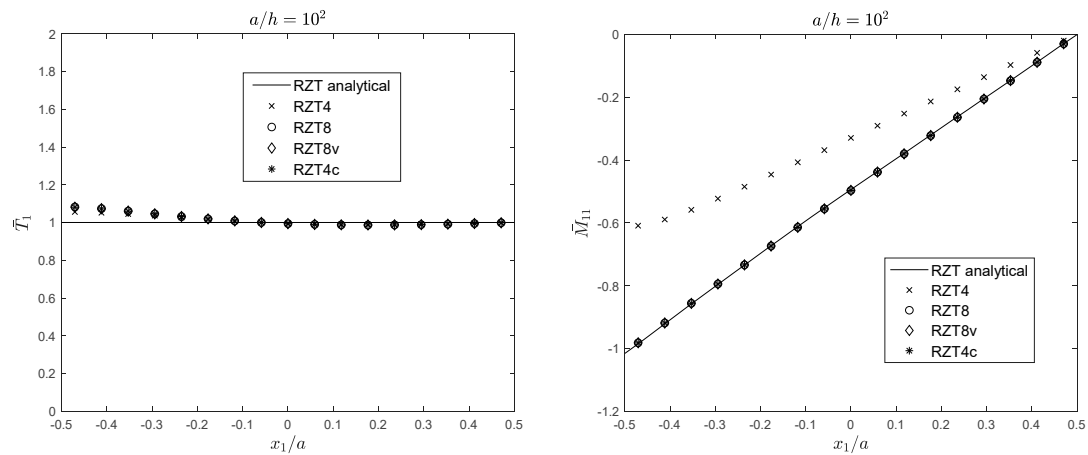 a/h = 10²
2
1.8
1.6
1.4
1.2
1
0.8
0.6
0.4
0.2
0
-0.5 -0.4 -0.3 -0.2 -0.1 0 0.1 0.2 0.3 0.4 0.5
x₁/a
T̄₁
RZT analytical
RZT4
RZT8
RZT8v
RZT4c
a/h = 10²
0
-0.2
-0.4
-0.6
-0.8
-1
-1.2
-0.5 -0.4 -0.3 -0.2 -0.1 0 0.1 0.2 0.3 0.4 0.5
x₁/a
M̄₁₁
RZT analytical
RZT4
RZT8
RZT8v
RZT4c